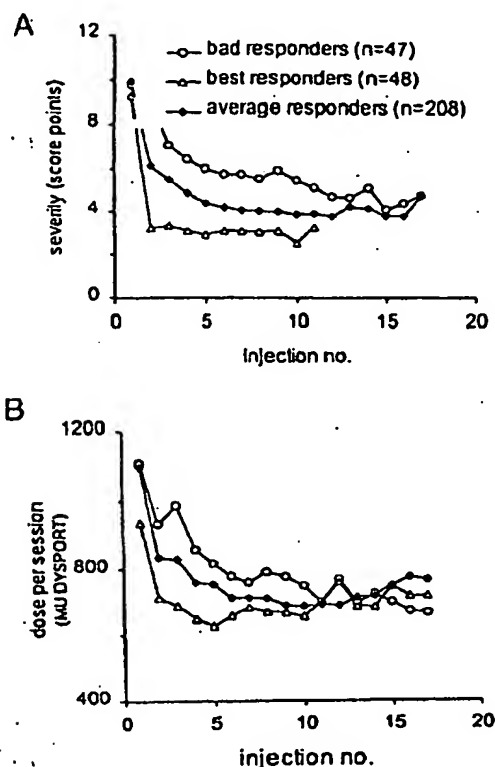 A
12
8
4
0
severity (score points)
bad responders (n=47)
best responders (n=48)
average responders (n=208)
0 5 10 15 20
injection no.
B
1200
800
400
dose per session
(MU DYSPORT)
0 5 10 15 20
injection no.